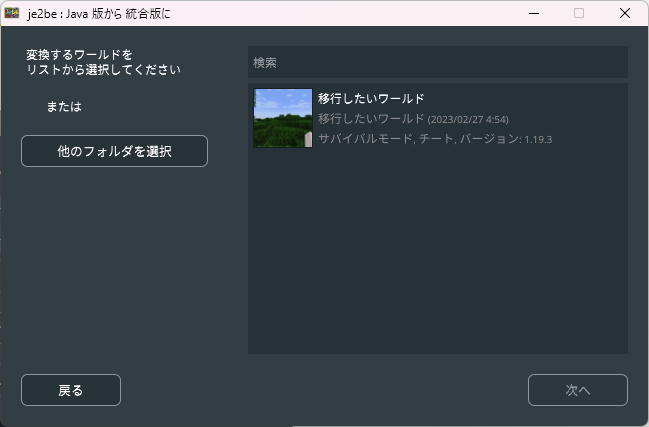 je2be : Java 版から 統合版に
変換するワールドを
リストから選択してください
または
他のフォルダを選択
検索
移行したいワールド
移行したいワールド (2023/02/27 4:54)
サバイバルモード, チート, バージョン: 1.19.3
戻る
次へ